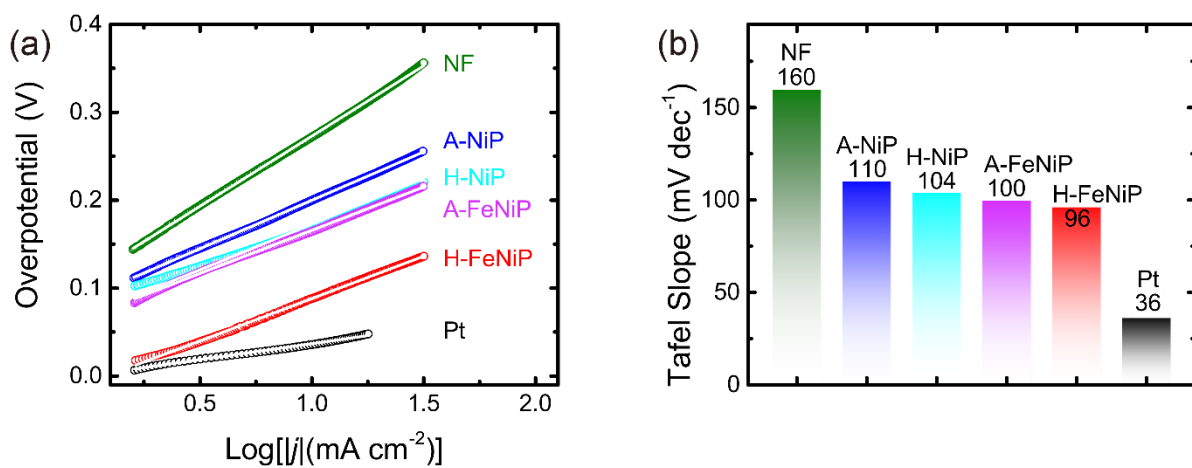 (a)
Overpotential (V)
0.4
0.3
0.2
0.1
0.0
NF
A-NiP
H-NiP
A-FeNiP
H-FeNiP
Pt
0.5 1.0 1.5 2.0
Log[|j|(mA cm⁻²)]
(b)
Tafel Slope (mV dec⁻¹)
150
100
50
0
NF
160
A-NiP
110
H-NiP
104
A-FeNiP
100
H-FeNiP
96
Pt
36